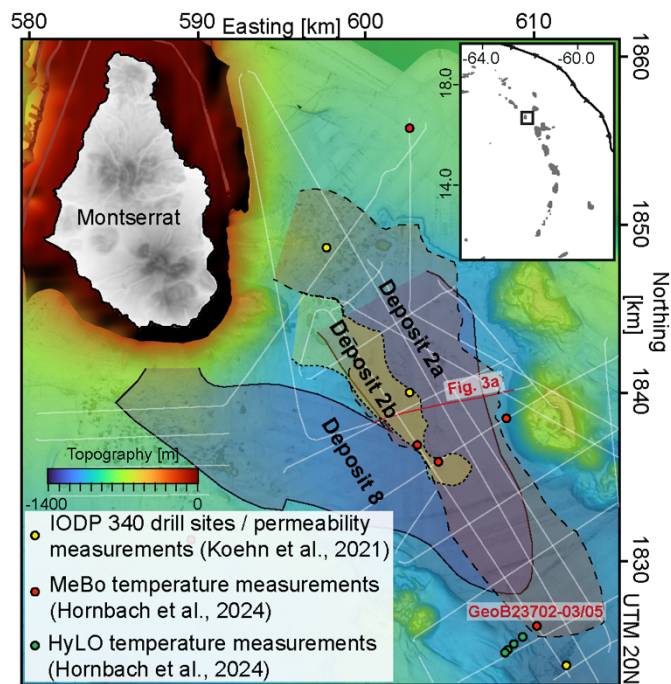 580
590
Easting [km]
600
610
-64.0
-60.0
18.0
14.0
1860
Montserrat
1850
Northing
[km]
Deposit 2a
Deposit 2b
Fig. 3a
1840
Deposit 8
Topography [m]
-1400
0
IODP 340 drill sites / permeability
measurements (Koehn et al., 2021)
MeBo temperature measurements
(Hornbach et al., 2024)
HyLO temperature measurements
(Hornbach et al., 2024)
1830
GeoB23702-03/05
UTM 20N